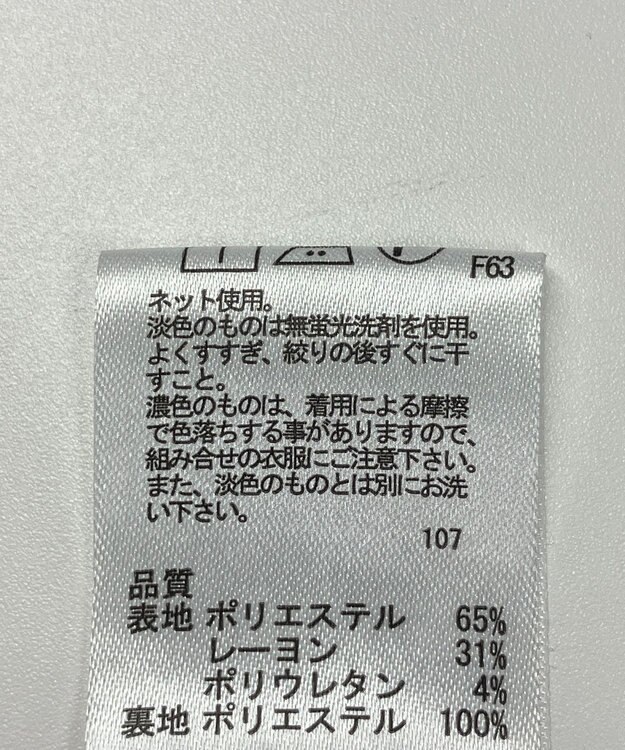 F63
ネット使用。
淡色のものは無蛍光洗剤を使用。
よくすすぎ、絞りの後すぐに干
すこと。
濃色のものは、着用による摩擦
で色落ちする事がありますので、
組み合せの衣服にご注意下さい。
また、淡色のものとは別にお洗
い下さい。
107
品質
表地 ポリエステル 65%
レーヨン 31%
ポリウレタン 4%
裏地 ポリエステル 100%